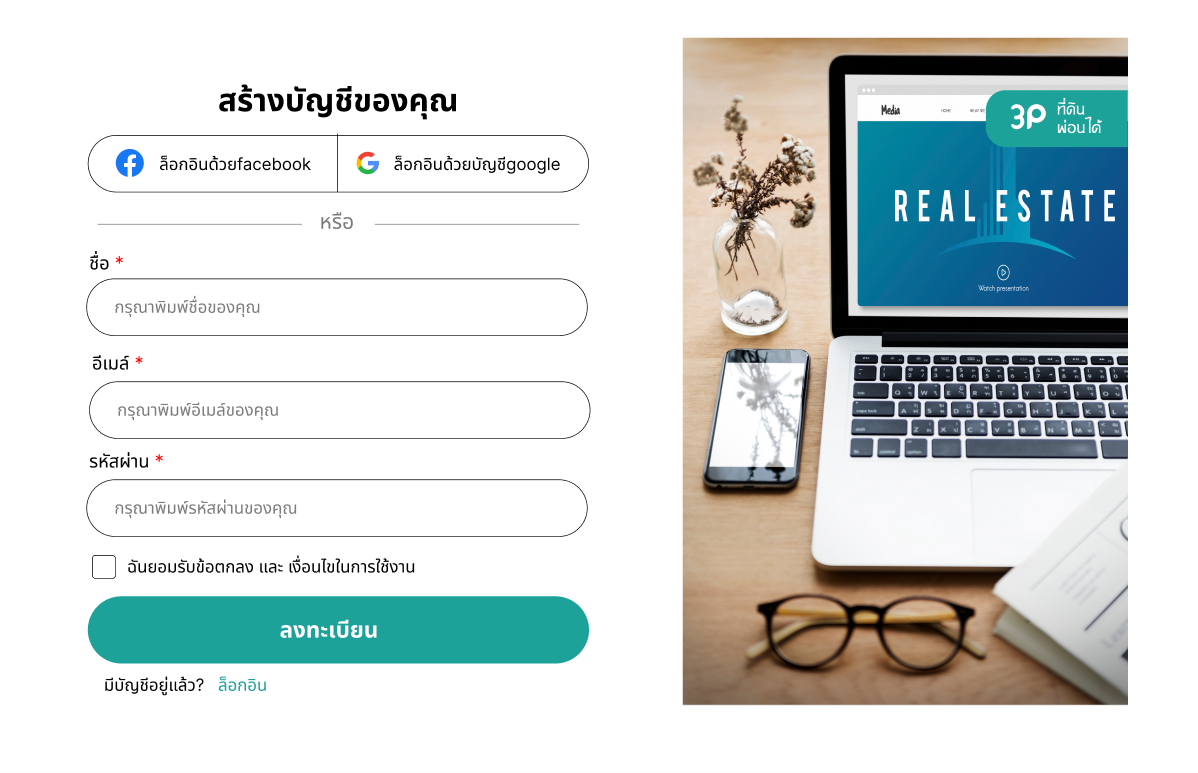 สร้างบัญชีของคุณ
ล็อกอินด้วยfacebook
ล็อกอินด้วยบัญชีgoogle
หรือ
ชื่อ *
กรุณาพิมพ์ชื่อของคุณ
อีเมล์ *
กรุณาพิมพ์อีเมล์ของคุณ
รหัสผ่าน *
กรุณาพิมพ์รหัสผ่านของคุณ
ฉันยอมรับข้อตกลง และ เงื่อนไขในการใช้งาน
ลงทะเบียน
มีบัญชีอยู่แล้ว? ล็อกอิน
Media
HOME
3P ที่ดิน
ผ่อนได้
REAL ESTATE
Watch presentation